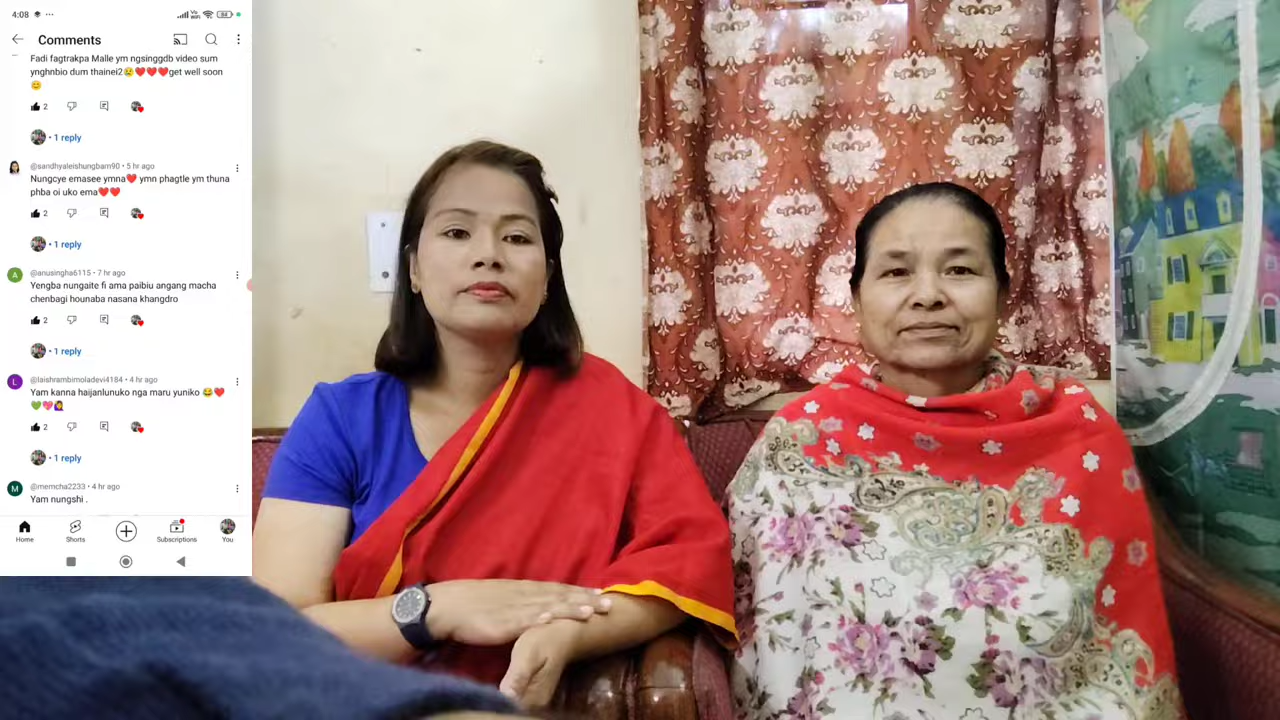 4:08
Vo WiFi
84
Comments
Fadi fagtrakpa Malle ym ngsinggdb video sum
ynghnbio dum thainei2😢❤️❤️❤️get well soon
😊
2
• 1 reply
@sandhyaleishungbam90 • 5 hr ago
Nungcye emasee ymna❤️ ymn phagtle ym thuna
phba oi uko ema❤️❤️
2
• 1 reply
A
@anusingha6115 • 7 hr ago
Yengba nungaite fi ama paibiu angang macha
chenbagi hounaba nasana khangdro
2
• 1 reply
L
@laishrambimoladevi4184 • 4 hr ago
Yam kanna haijanlunuko nga maru yuniko 😂❤️
💚💖🙋‍♀️
2
• 1 reply
M
@memcha2233 • 4 hr ago
Yam nungshi .
Home
Shorts
Subscriptions
You